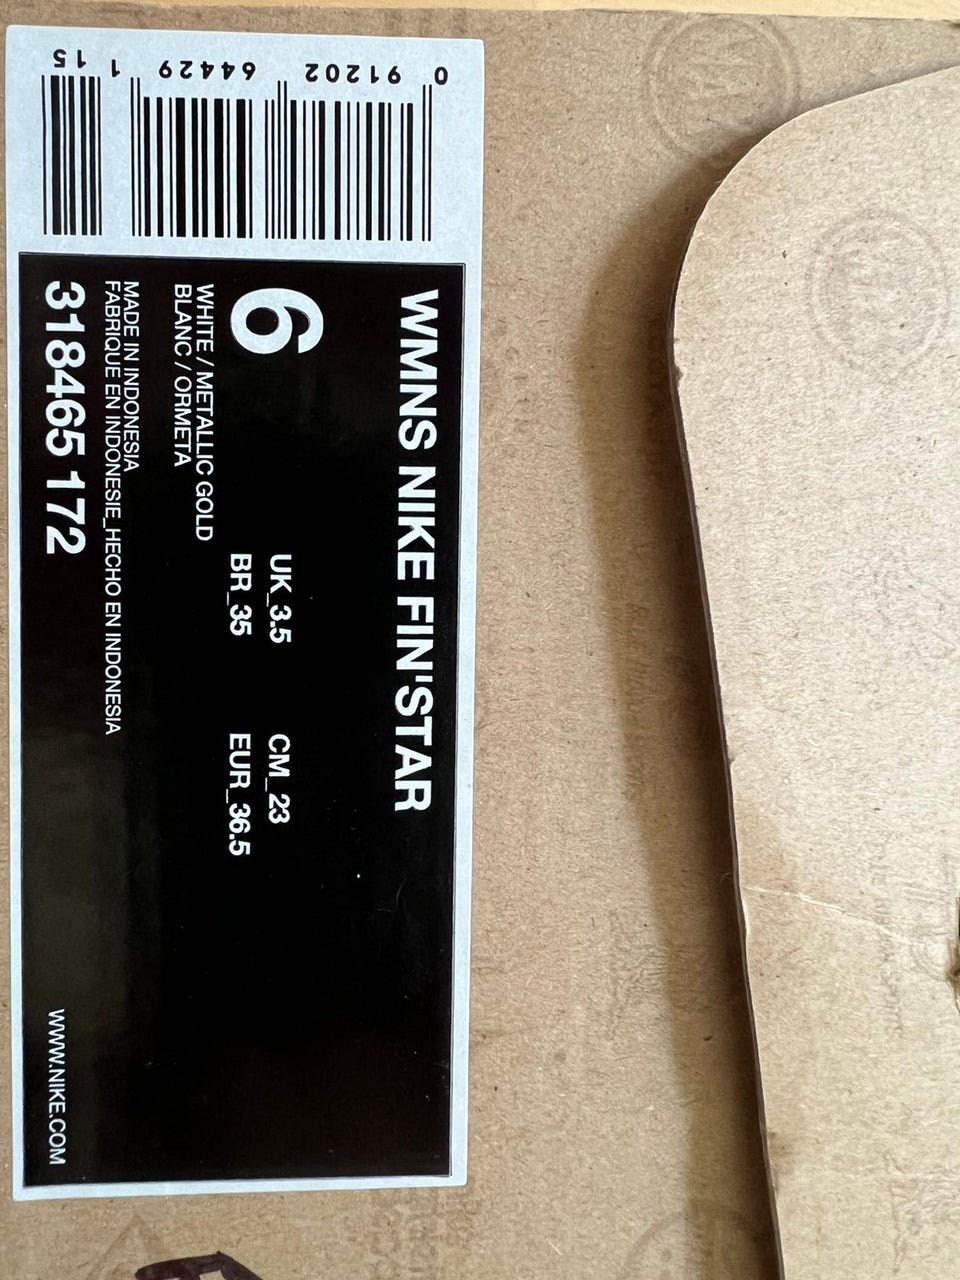 0 91202 64429 1 15
WMNS NIKE FIN'STAR
6
UK_3.5 CM_23
BR_35 EUR_36.5
WHITE / METALLIC GOLD
BLANC / ORMETA
MADE IN INDONESIA
FABRIQUE EN INDONESIE_HECHO EN INDONESIA
318465 172
WWW.NIKE.COM